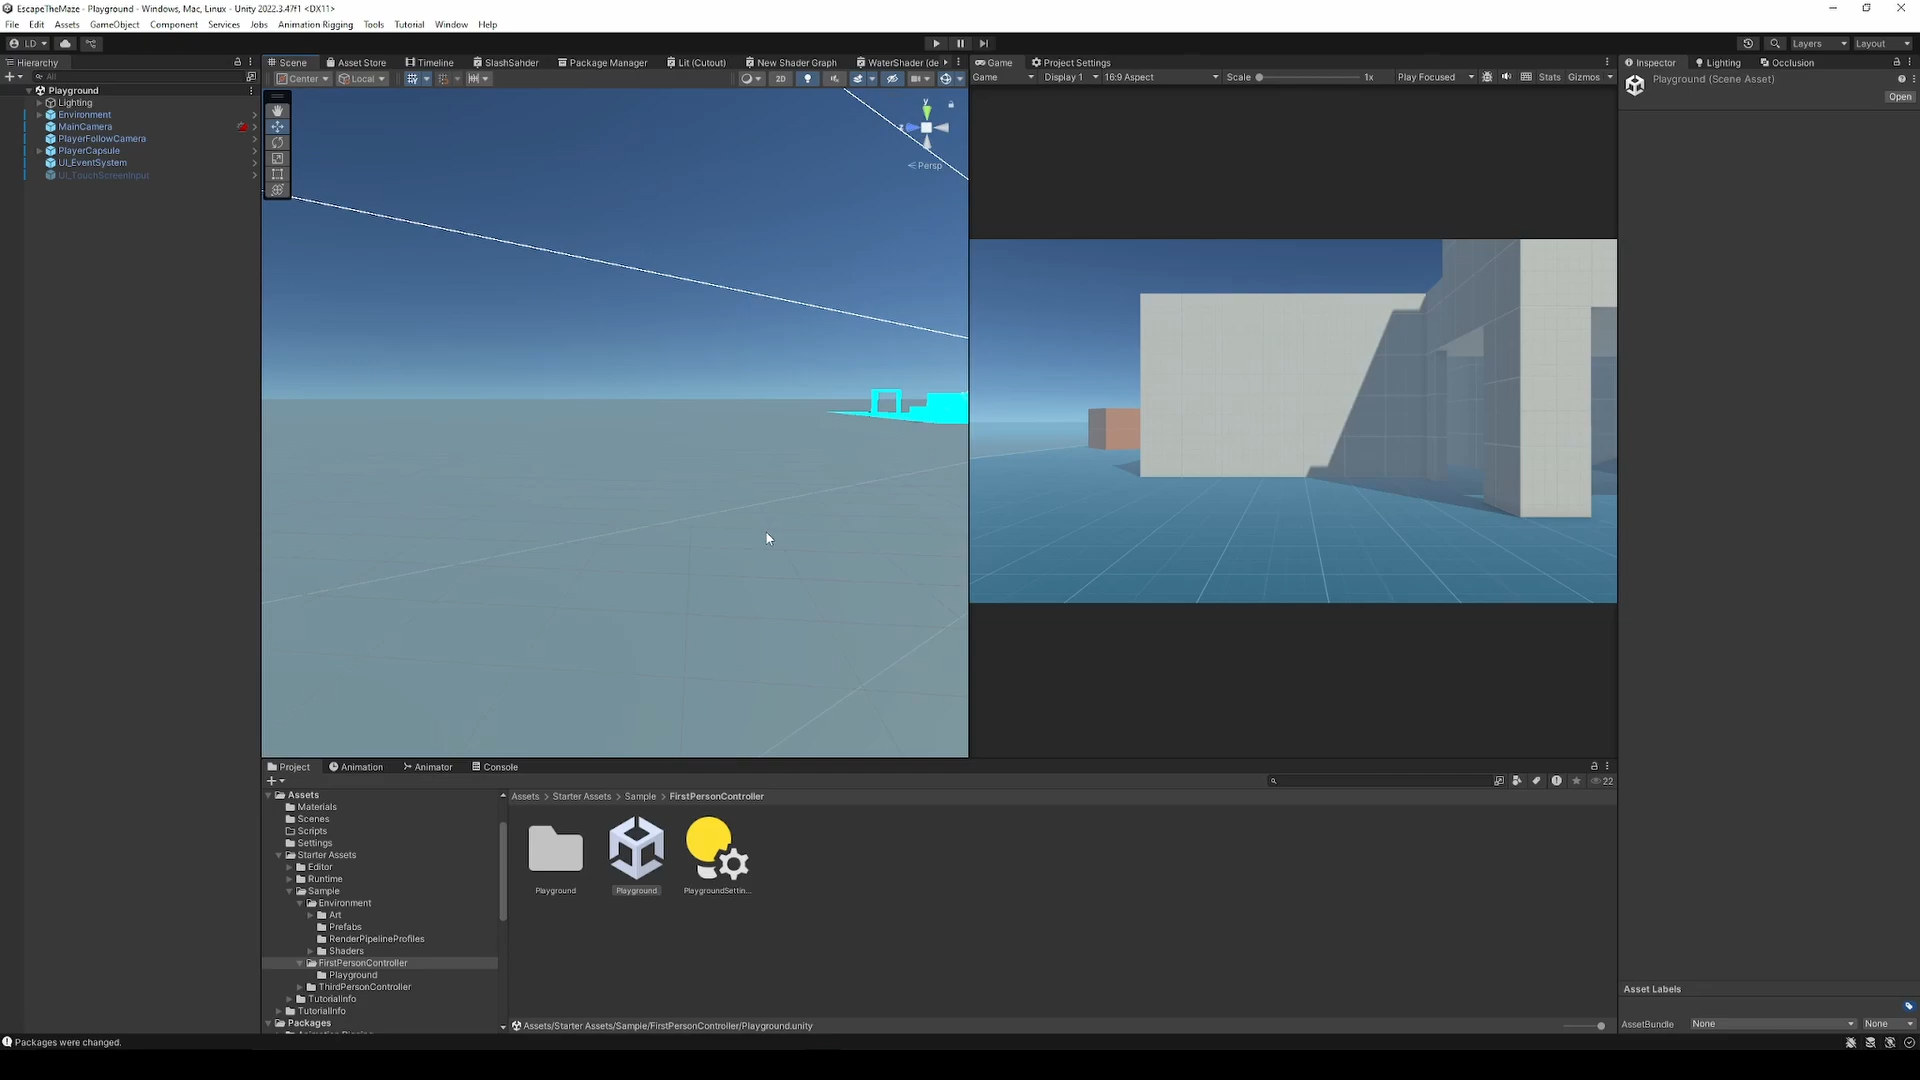 EscapeTheMaze - Playground - Windows, Mac, Linux - Unity 2022.3.47f1 <DX11>
File Edit Assets GameObject Component Services Jobs Animation Rigging Tools Tutorial Window Help
LD Layers Layout
Hierarchy
All
Playground
Lighting
Environment
MainCamera
PlayerFollowCamera
PlayerCapsule
UI_EventSystem
UI_TouchScreenInput
Scene Asset Store Timeline SlashSander Package Manager Lit (Cutout) New Shader Graph WaterShader (de
Center Local 2D
y
Persp
Game Project Settings
Game Display 1 16:9 Aspect Scale 1x Play Focused Stats Gizmos
Inspector Lighting Occlusion
Playground (Scene Asset)
Open
Project Animation Animator Console
22
Assets
Materials
Scenes
Scripts
Settings
Starter Assets
Editor
Runtime
Sample
Environment
Art
Prefabs
RenderPipelineProfiles
Shaders
FirstPersonController
Playground
ThirdPersonController
TutorialInfo
TutorialInfo
Packages
Assets > Starter Assets > Sample > FirstPersonController
Playground Playground PlaygroundSettin...
Assets/Starter Assets/Sample/FirstPersonController/Playground.unity
Asset Labels
AssetBundle None None
Packages were changed.